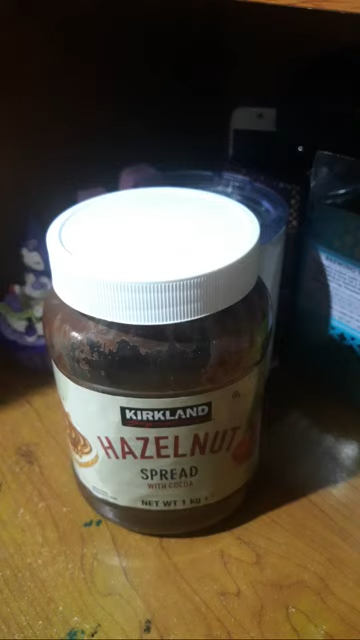 KIRKLAND
HAZELNUT
SPREAD
WITH COCOA
NET WT 1 KG